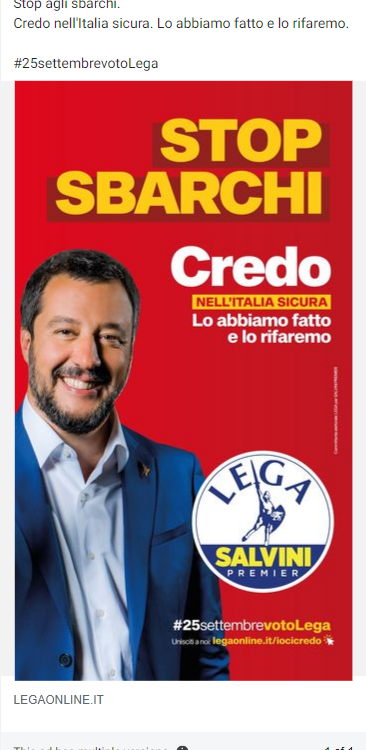 Stop agli sbarchi.
Credo nell'Italia sicura. Lo abbiamo fatto e lo rifaremo.
#25settembrevotoLega
STOP
SBARCHI
Credo
NELL'ITALIA SICURA
Lo abbiamo fatto
e lo rifaremo
LEGA
SALVINI
PREMIER
#25settembrevotoLega
Unisciti a noi: legaonline.it/iocicredo
LEGAONLINE.IT
This ad has multiple versions
1 of 1